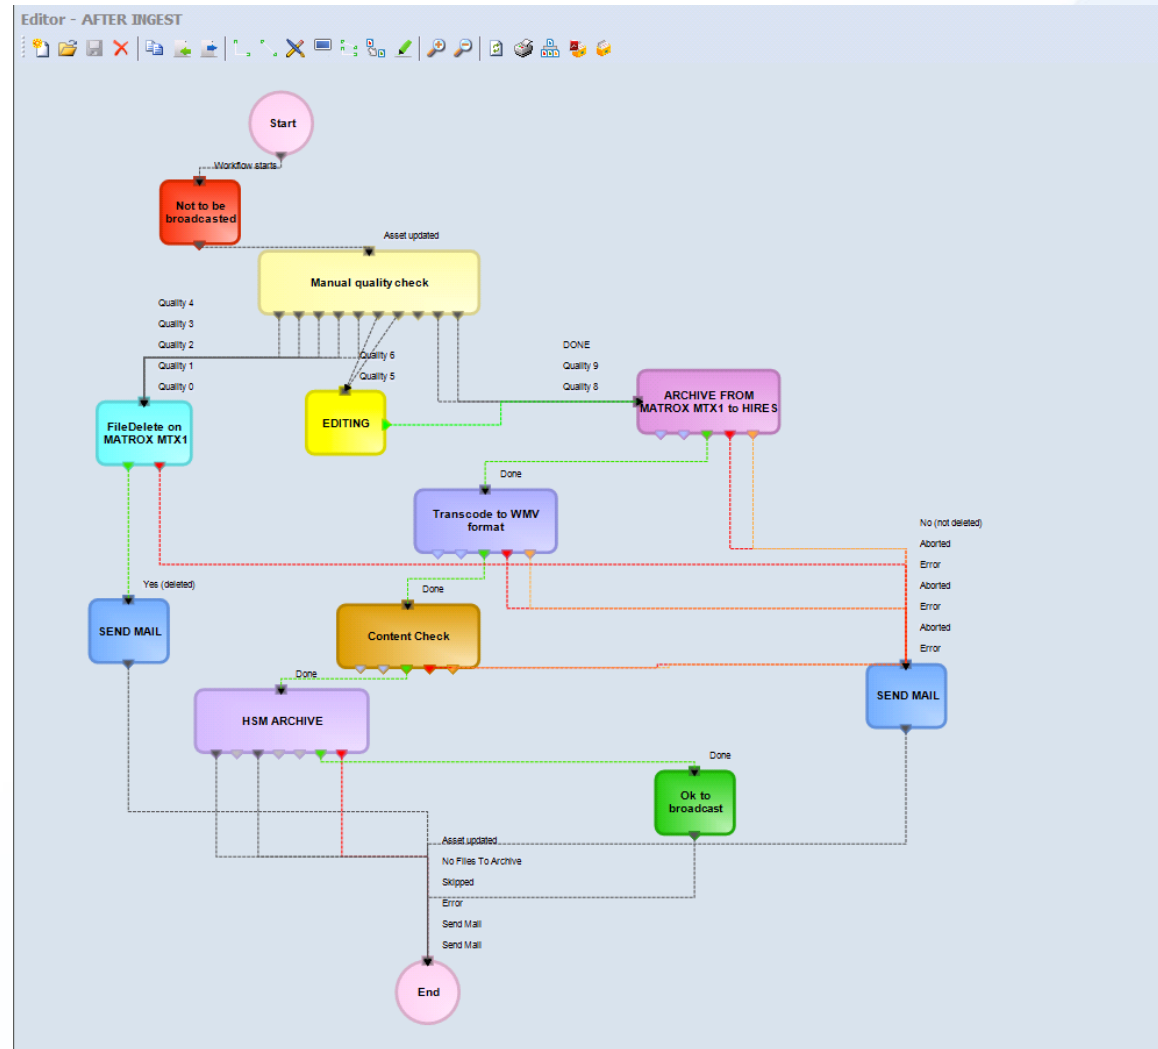 Editor - AFTER INGEST
Start
Workflow starts
Not to be
broadcasted
Asset updated
Manual quality check
Quality 4
Quality 3
Quality 2
Quality 1
Quality 0
Quality 6
Quality 5
DONE
Quality 9
Quality 8
FileDelete on
MATROX MTX1
EDITING
ARCHIVE FROM
MATROX MTX1 to HIRES
Done
Transcode to WMV
format
No (not deleted)
Aborted
Error
Aborted
Error
Aborted
Error
Yes (deleted)
Done
SEND MAIL
Content Check
Done
SEND MAIL
HSM ARCHIVE
Done
Ok to
broadcast
Asset updated
No Files To Archive
Skipped
Error
Send Mail
Send Mail
End